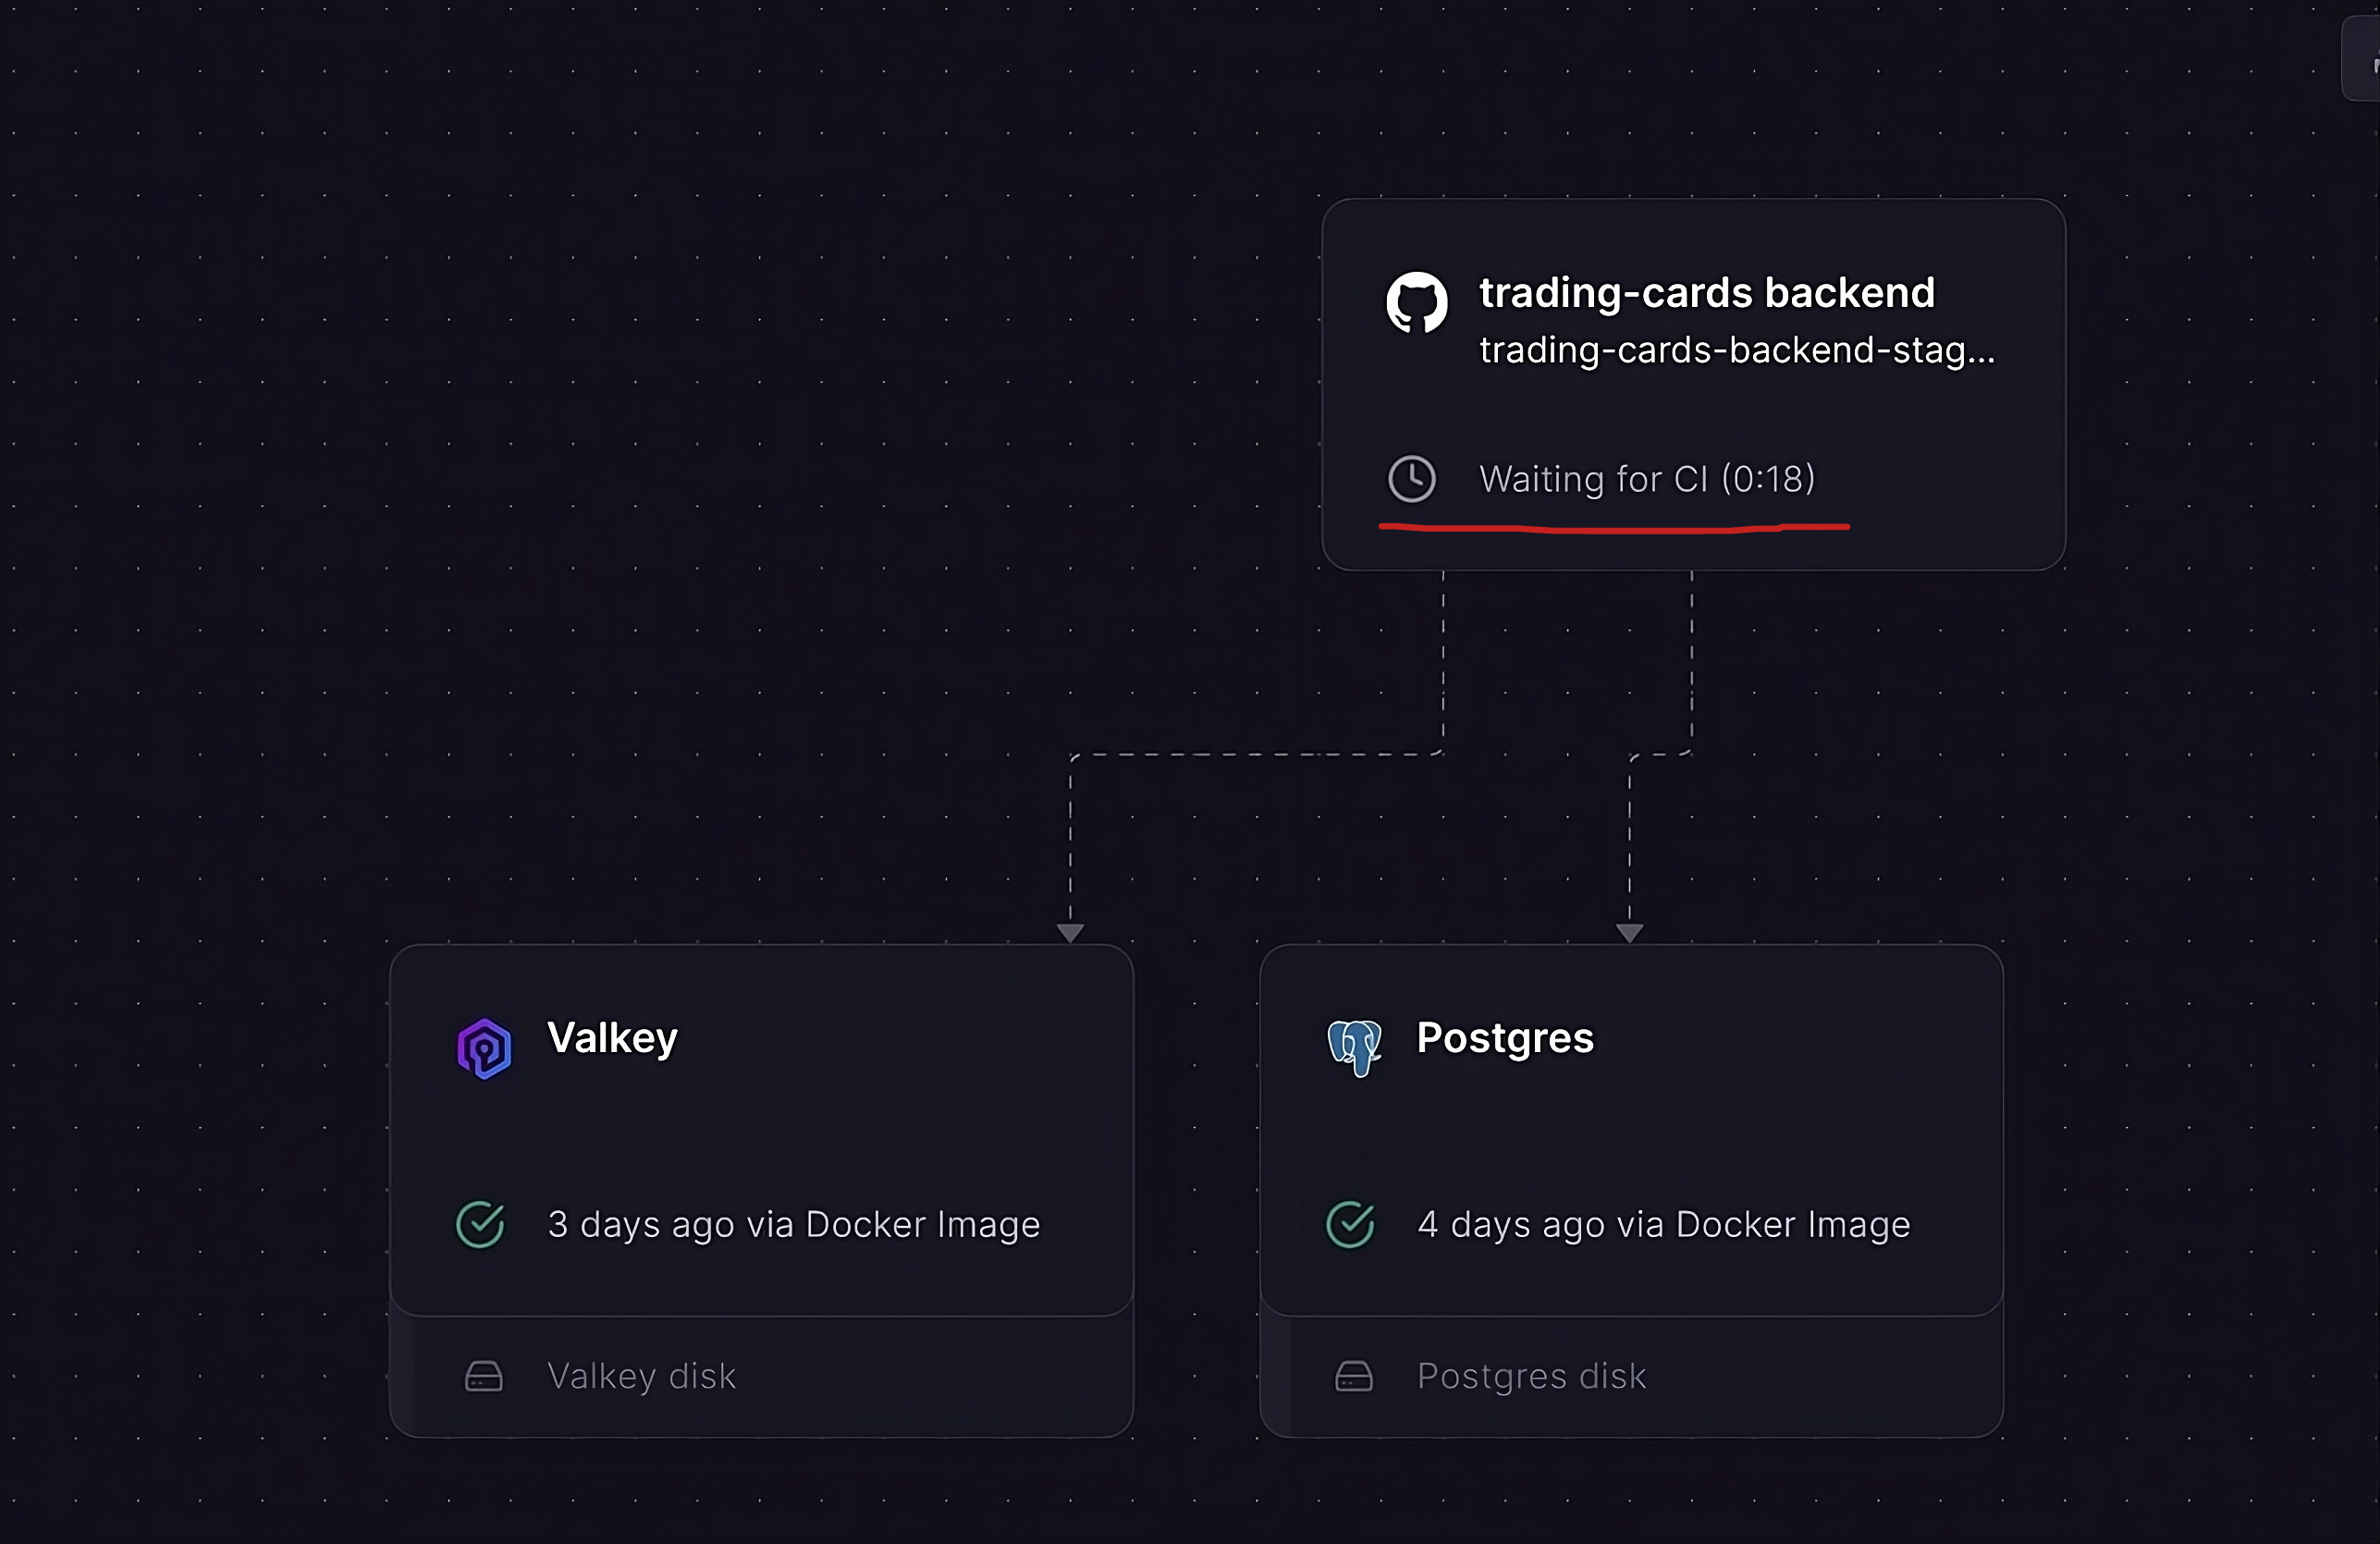 trading-cards backend
trading-cards-backend-stag...
Waiting for CI (0:18)
Valkey
3 days ago via Docker Image
Valkey disk
Postgres
4 days ago via Docker Image
Postgres disk